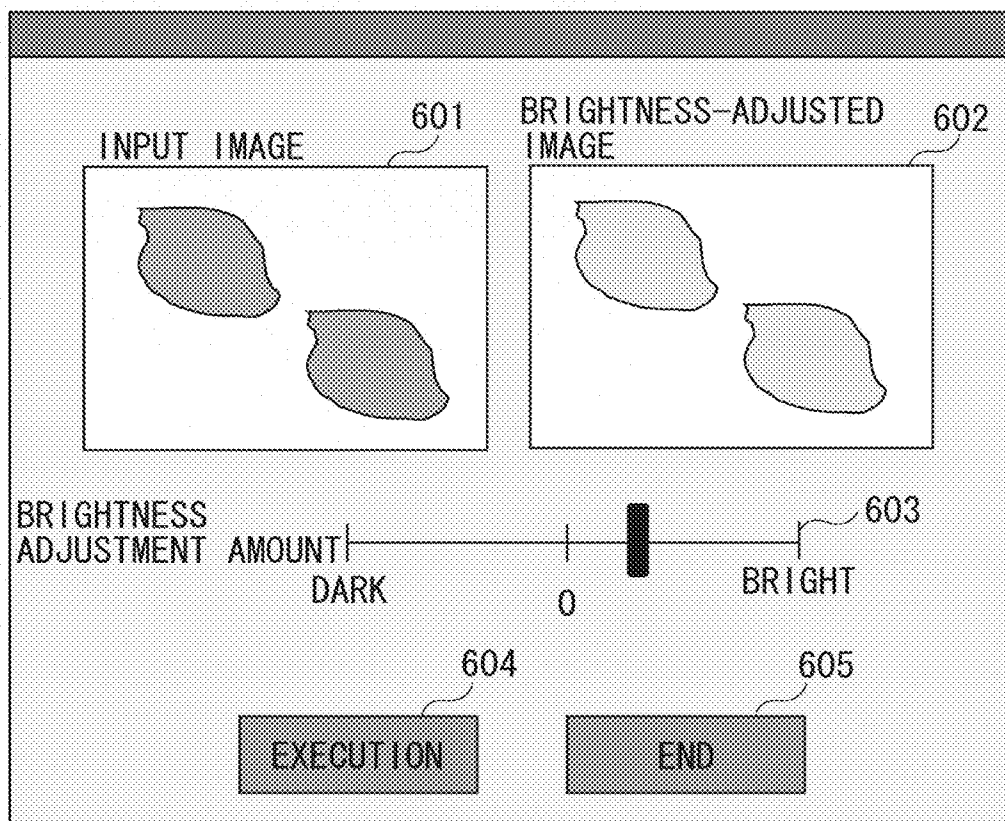 601
BRIGHTNESS-ADJUSTED
602
INPUT IMAGE
IMAGE
BRIGHTNESS
603
ADJUSTMENT AMOUNT
DARK
0
BRIGHT
604
605
EXECUTION
END